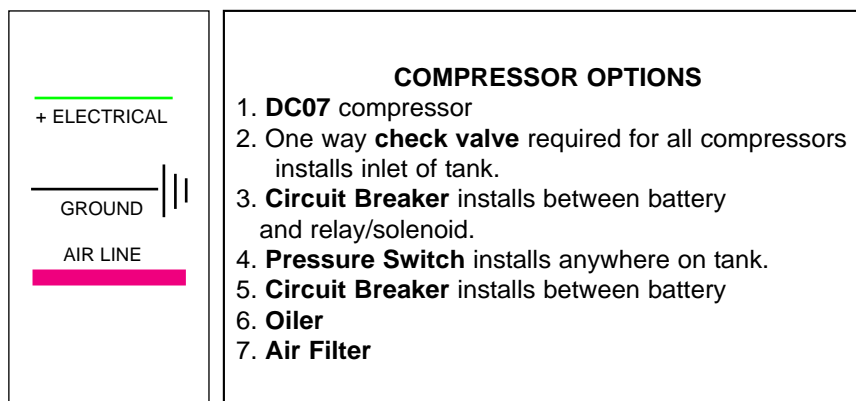 + ELECTRICAL
GROUND
AIR LINE
COMPRESSOR OPTIONS
1. DC07 compressor
2. One way check valve required for all compressors
installs inlet of tank.
3. Circuit Breaker installs between battery
and relay/solenoid.
4. Pressure Switch installs anywhere on tank.
5. Circuit Breaker installs between battery
6. Oiler
7. Air Filter